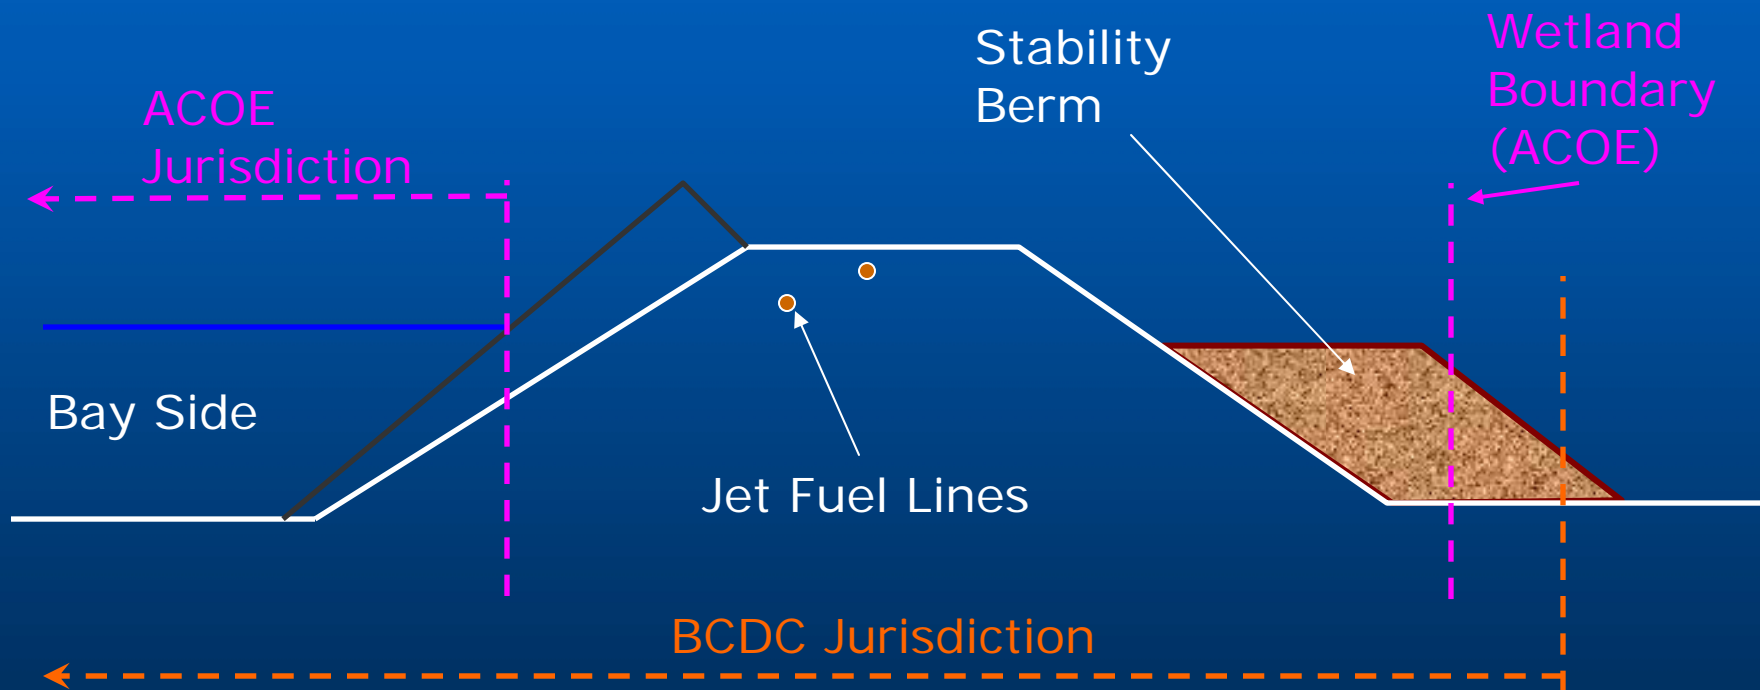 ACOE
Jurisdiction
Stability
Berm
Wetland
Boundary
(ACOE)
Bay Side
Jet Fuel Lines
BCDC Jurisdiction